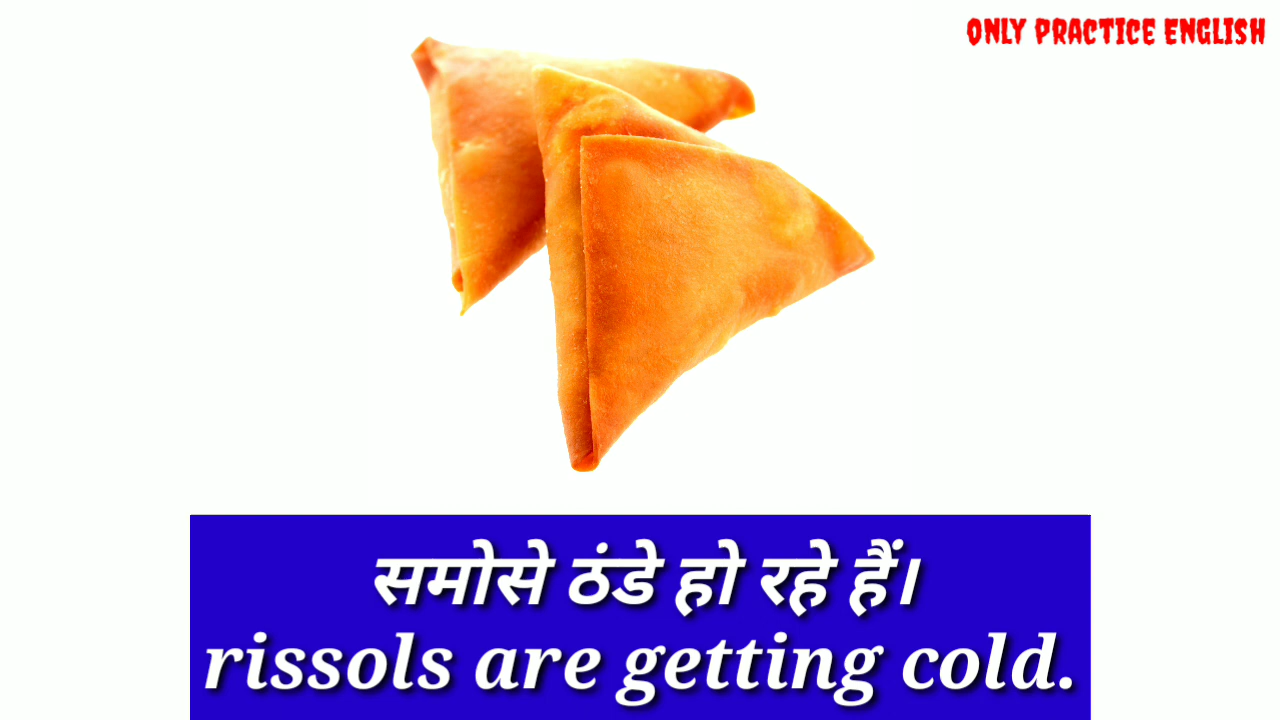 ONLY PRACTICE ENGLISH
समोसे ठंडे हो रहे हैं।
rissols are getting cold.